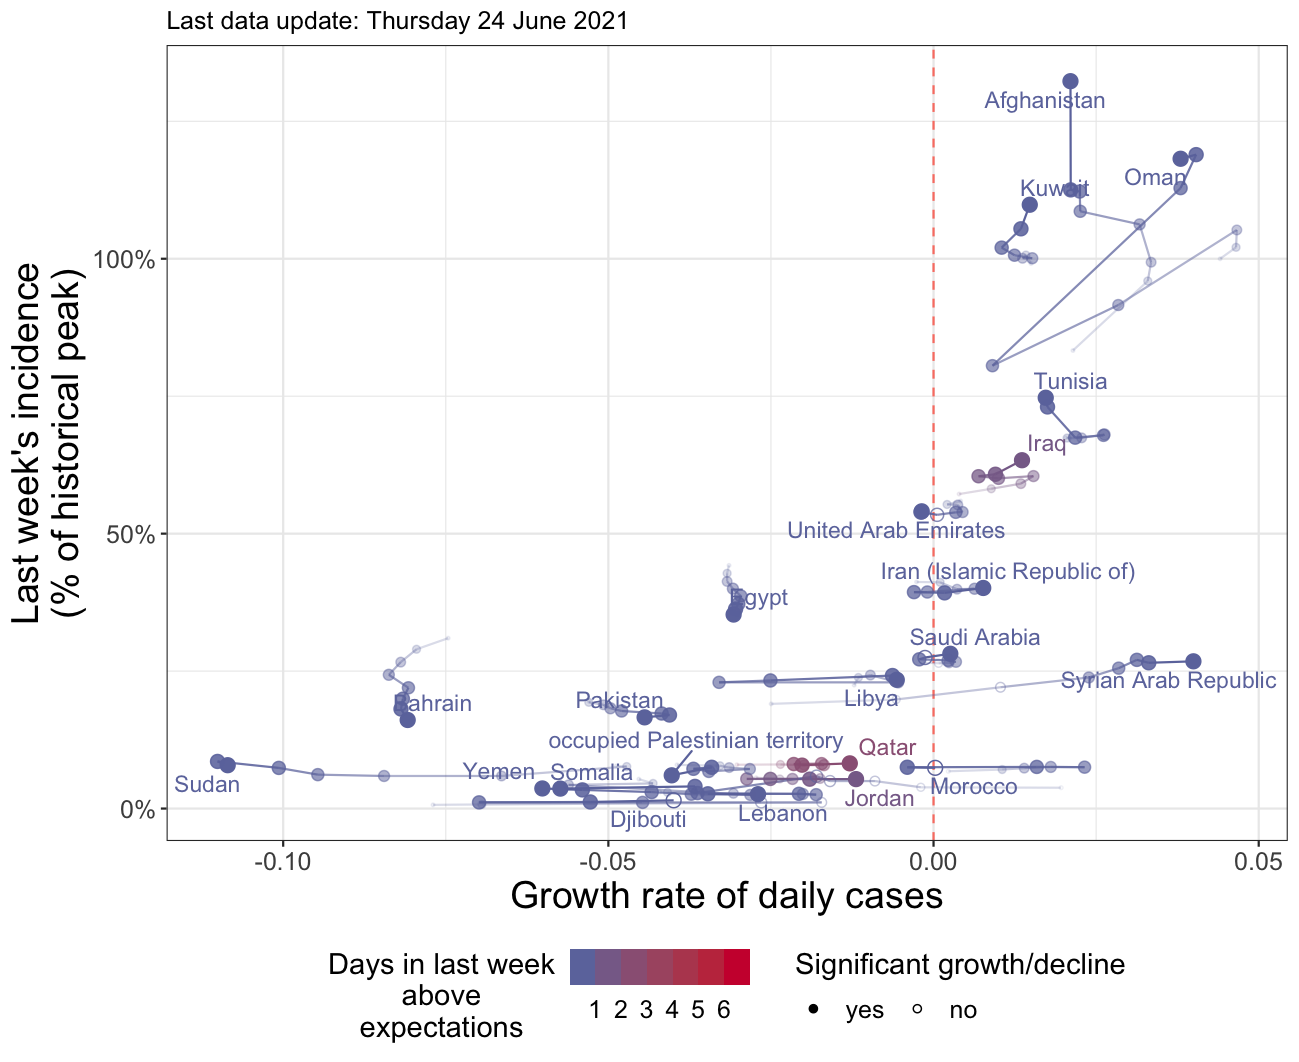 Last data update: Thursday 24 June 2021
Last week's incidence
(% of historical peak)
100%
50%
0%
Afghanistan
Oman
Kuwait
Tunisia
Iraq
United Arab Emirates
Iran (Islamic Republic of)
Egypt
Saudi Arabia
Syrian Arab Republic
Libya
Bahrain
Pakistan
occupied Palestinian territory
Qatar
Sudan
Yemen
Somalia
Morocco
Jordan
Djibouti
Lebanon
-0.10
-0.05
0.00
0.05
Growth rate of daily cases
Days in last week
above
expectations
1 2 3 4 5 6
Significant growth/decline
yes
no